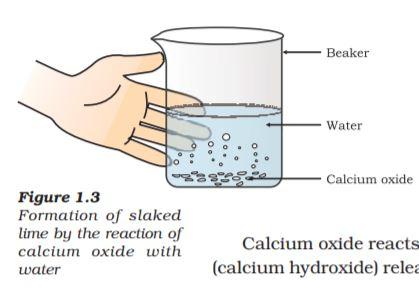 Beaker
Water
Calcium oxide
Figure 1.3
Formation of slaked
lime by the reaction of
calcium oxide with
water
Calcium oxide reacts
(calcium hydroxide) relea